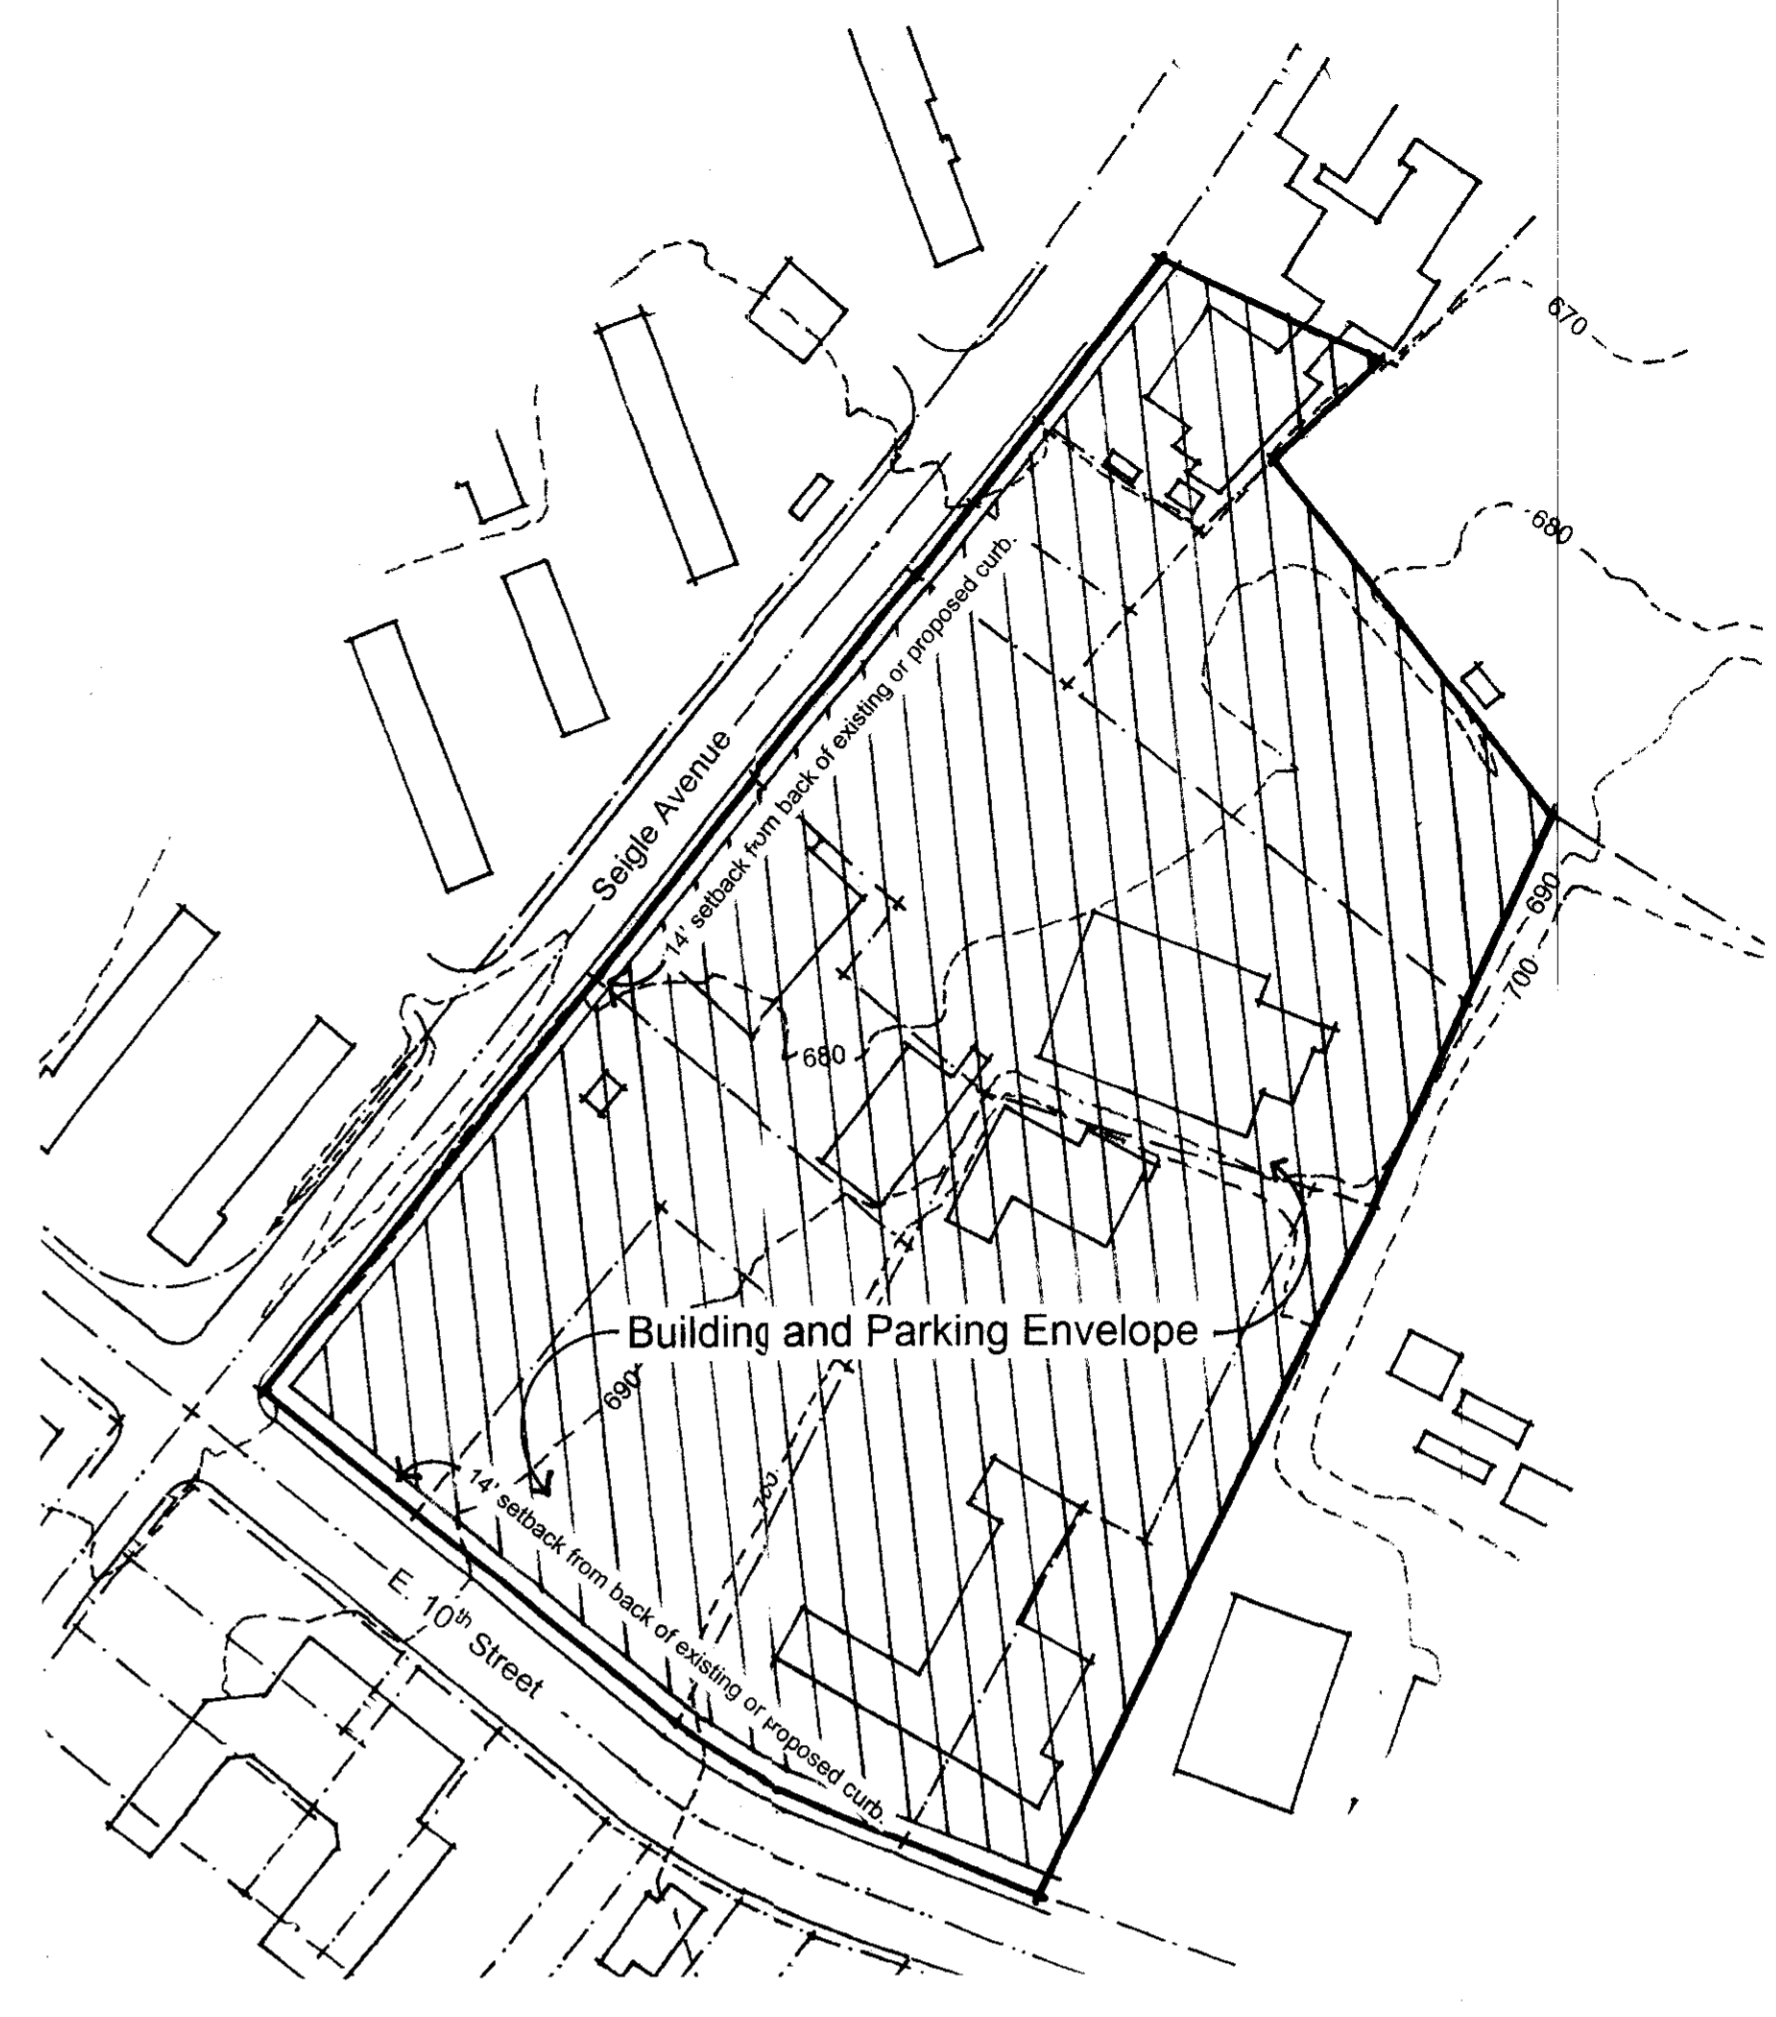 670
680
14' setback from back of existing or proposed curb.
Seigle Avenue
690
700
680
Building and Parking Envelope
690
14' setback from back of existing or proposed curb.
E. 10th Street